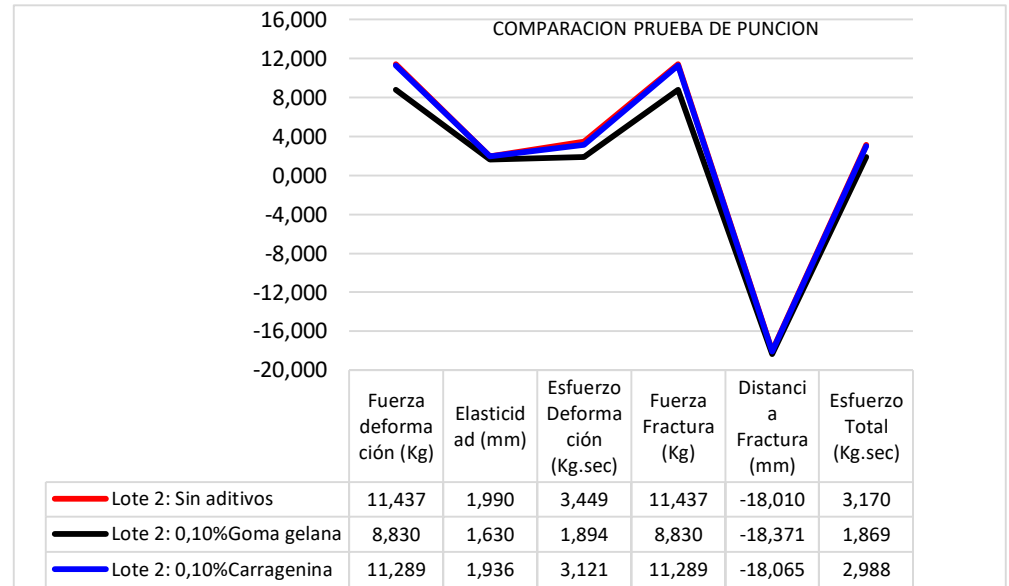 COMPARACION PRUEBA DE PUNCION
16,000
12,000
8,000
4,000
0,000
-4,000
-8,000
-12,000
-16,000
-20,000
Fuerza deforma ción (Kg) Elasticid ad (mm) Esfuerzo Deforma ción (Kg.sec) Fuerza Fractura (Kg) Distanci a Fractura (mm) Esfuerzo Total (Kg.sec)
Lote 2: Sin aditivos 11,437 1,990 3,449 11,437 -18,010 3,170
Lote 2: 0,10%Goma gelana 8,830 1,630 1,894 8,830 -18,371 1,869
Lote 2: 0,10%Carragenina 11,289 1,936 3,121 11,289 -18,065 2,988